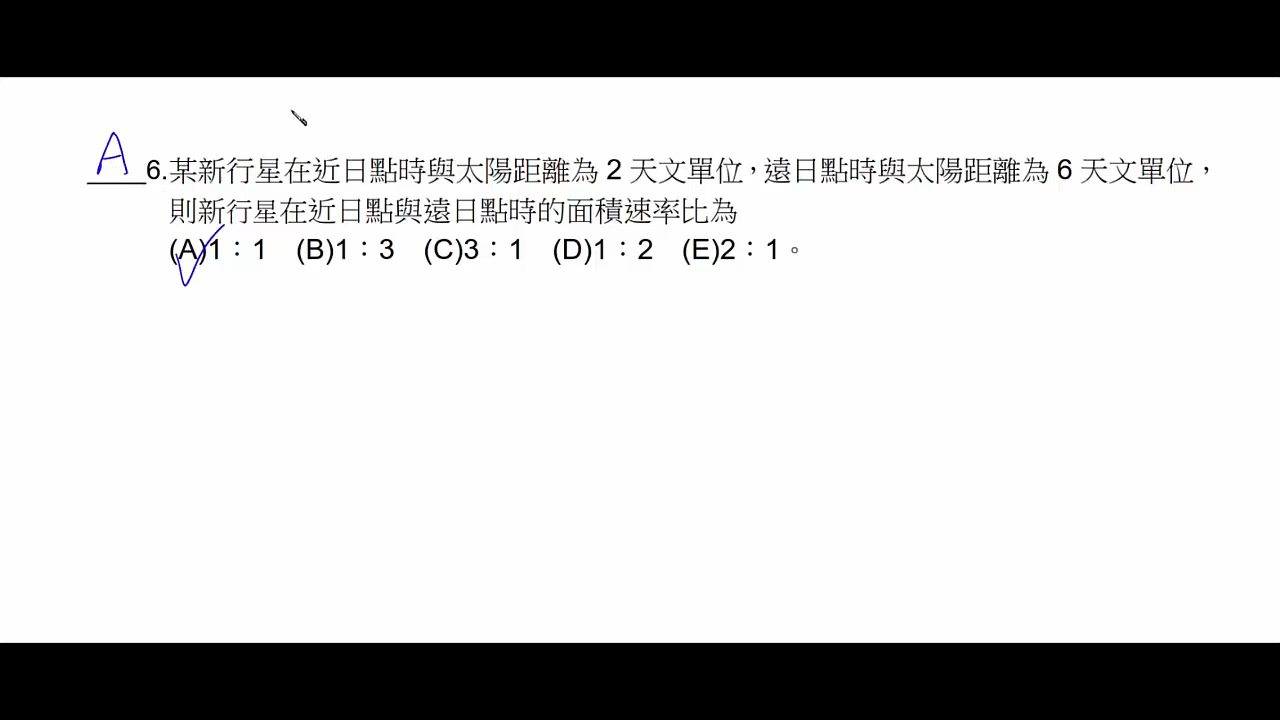 A 6.某新行星在近日點時與太陽距離為 2 天文單位,遠日點時與太陽距離為 6 天文單位,
則新行星在近日點與遠日點時的面積速率比為
(A)1:1 (B)1:3 (C)3:1 (D)1:2 (E)2:1。